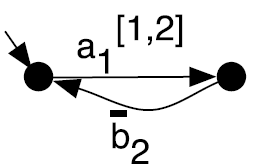 a₁ [1,2]
b̄₂